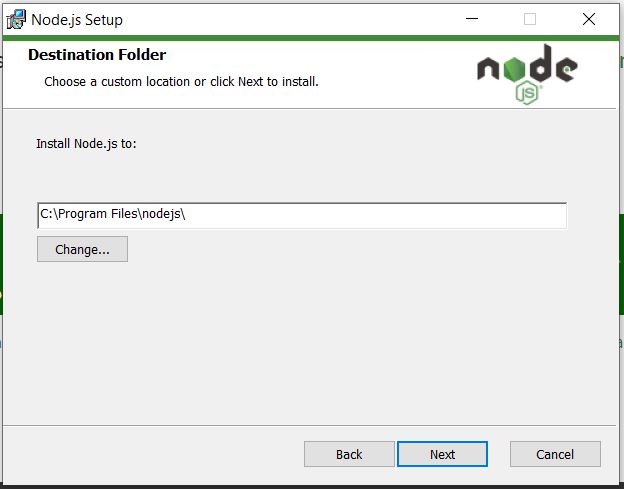 Node.js Setup
Destination Folder
Choose a custom location or click Next to install.
node
JS
Install Node.js to:
C:\Program Files\nodejs\
Change...
Back
Next
Cancel